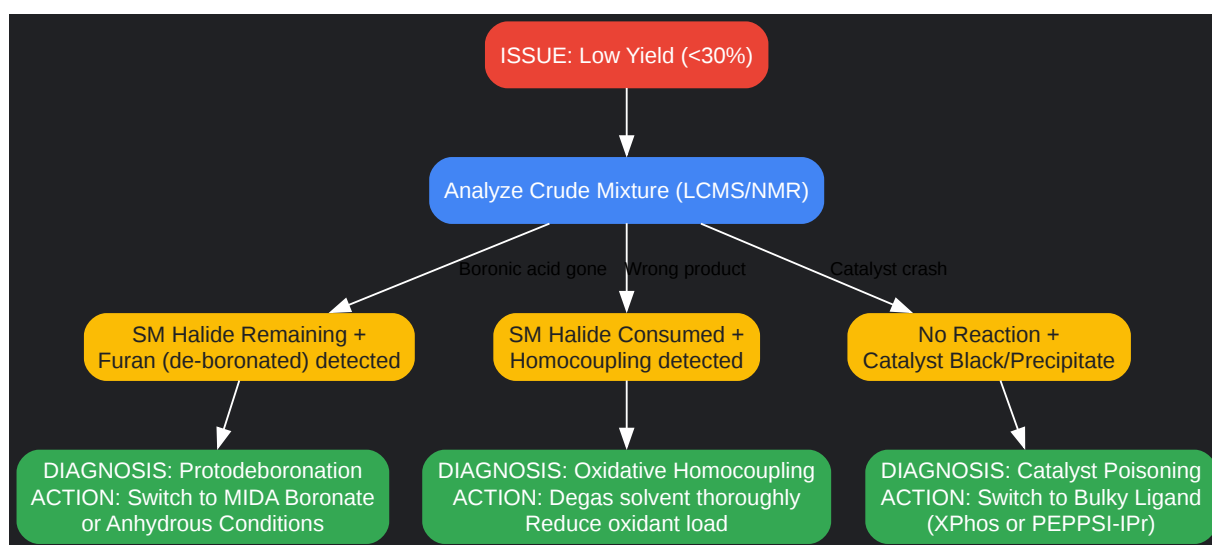 ISSUE: Low Yield (<30%)
Analyze Crude Mixture (LCMS/NMR)
Boronic acid gone
Wrong product
Catalyst crash
SM Halide Remaining +
Furan (de-boronated) detected
SM Halide Consumed +
Homocoupling detected
No Reaction +
Catalyst Black/Precipitate
DIAGNOSIS: Protodeboronation
ACTION: Switch to MIDA Boronate
or Anhydrous Conditions
DIAGNOSIS: Oxidative Homocoupling
ACTION: Degas solvent thoroughly
Reduce oxidant load
DIAGNOSIS: Catalyst Poisoning
ACTION: Switch to Bulky Ligand
(XPhos or PEPPSI-IPr)